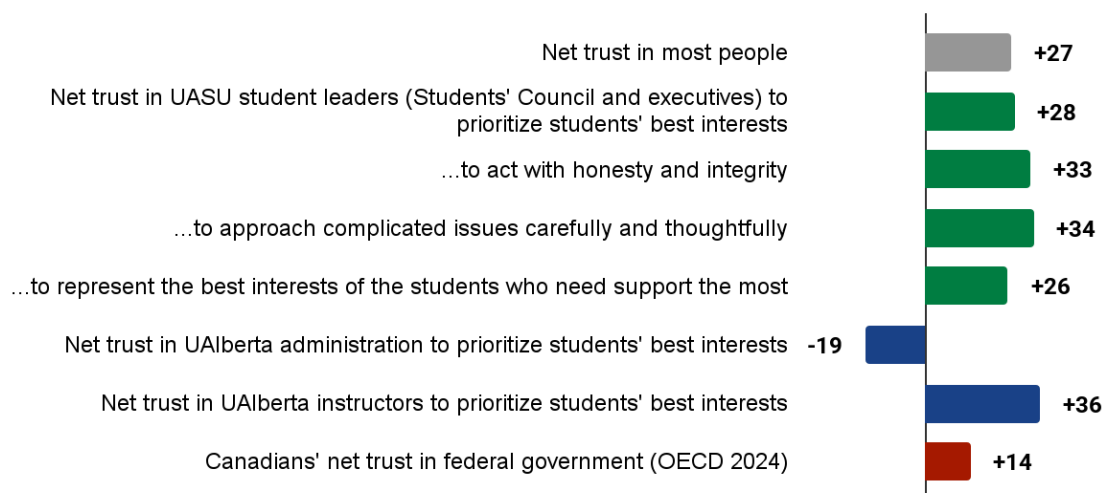 Net trust in most people +27
Net trust in UASU student leaders (Students' Council and executives) to
prioritize students' best interests +28
...to act with honesty and integrity +33
...to approach complicated issues carefully and thoughtfully +34
...to represent the best interests of the students who need support the most +26
Net trust in UAlberta administration to prioritize students' best interests -19
Net trust in UAlberta instructors to prioritize students' best interests +36
Canadians' net trust in federal government (OECD 2024) +14